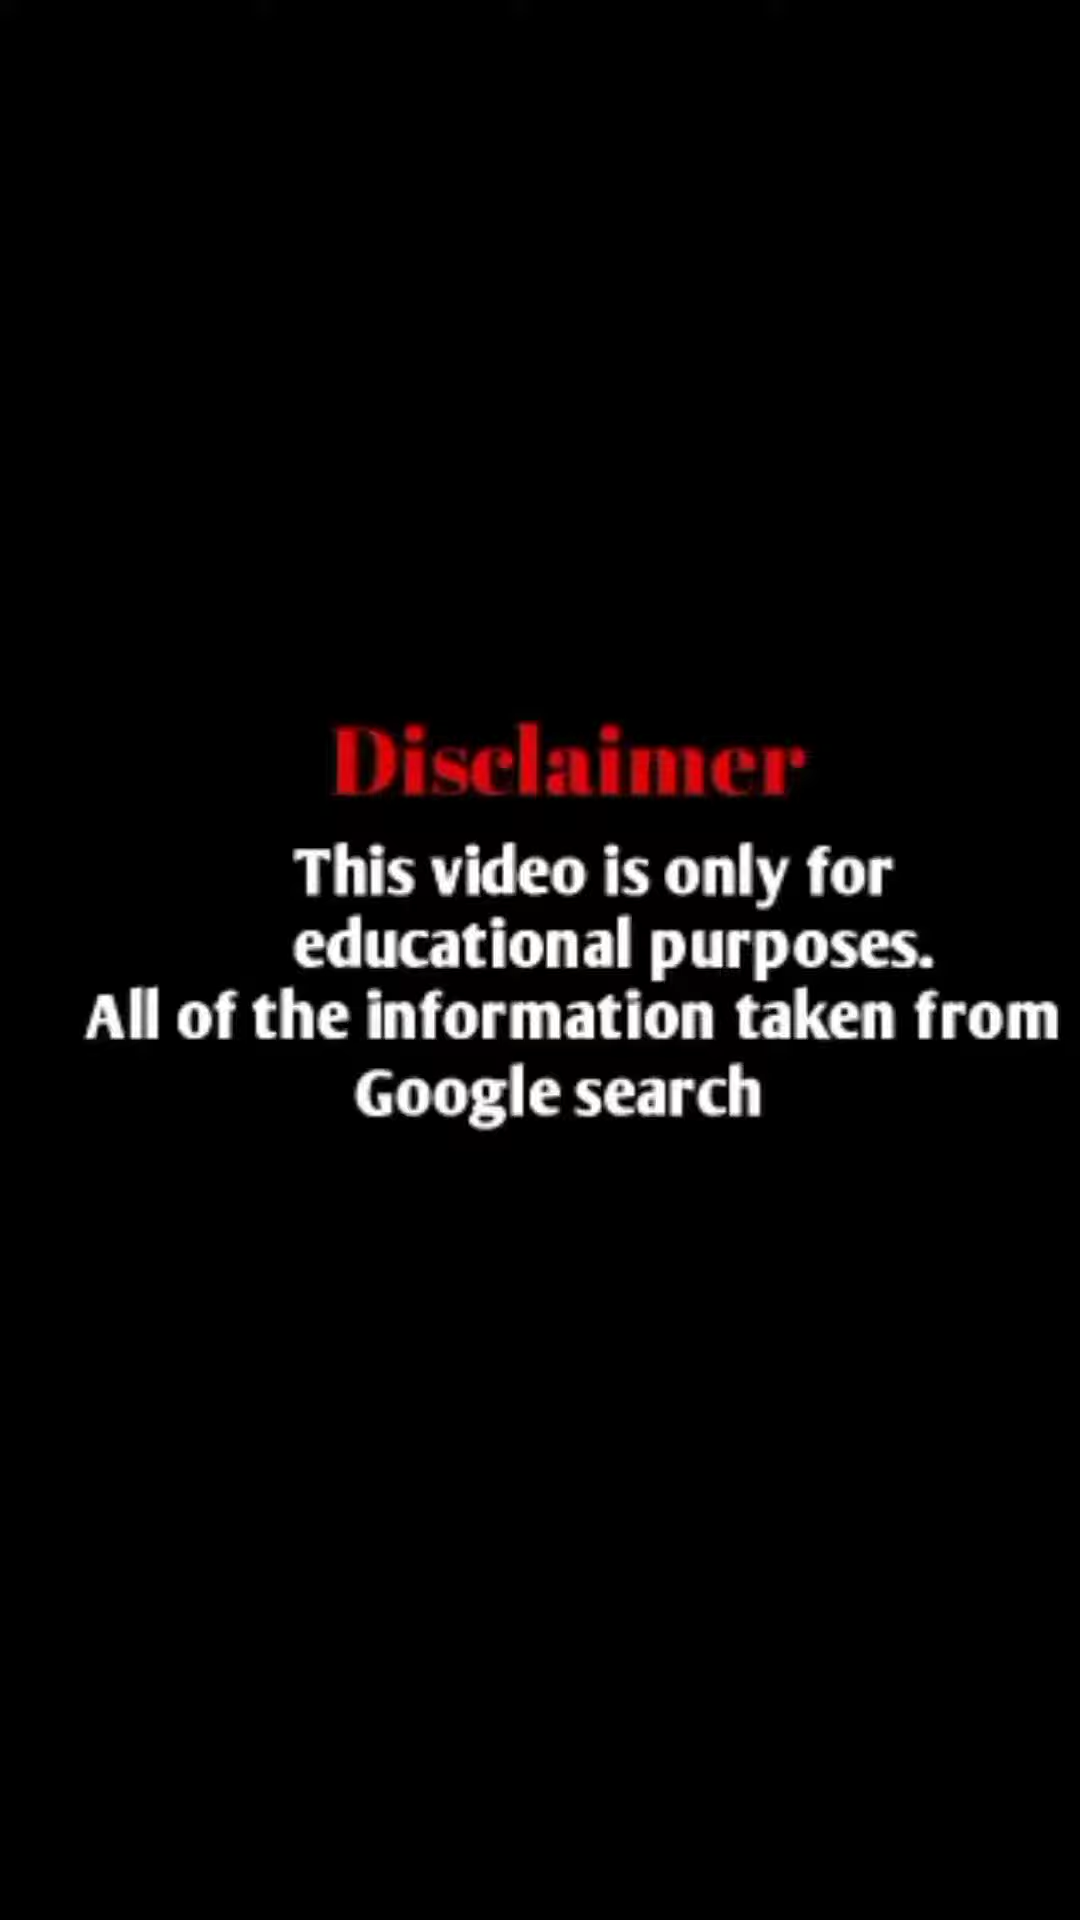 Disclaimer
This video is only for
educational purposes.
All of the information taken from
Google search